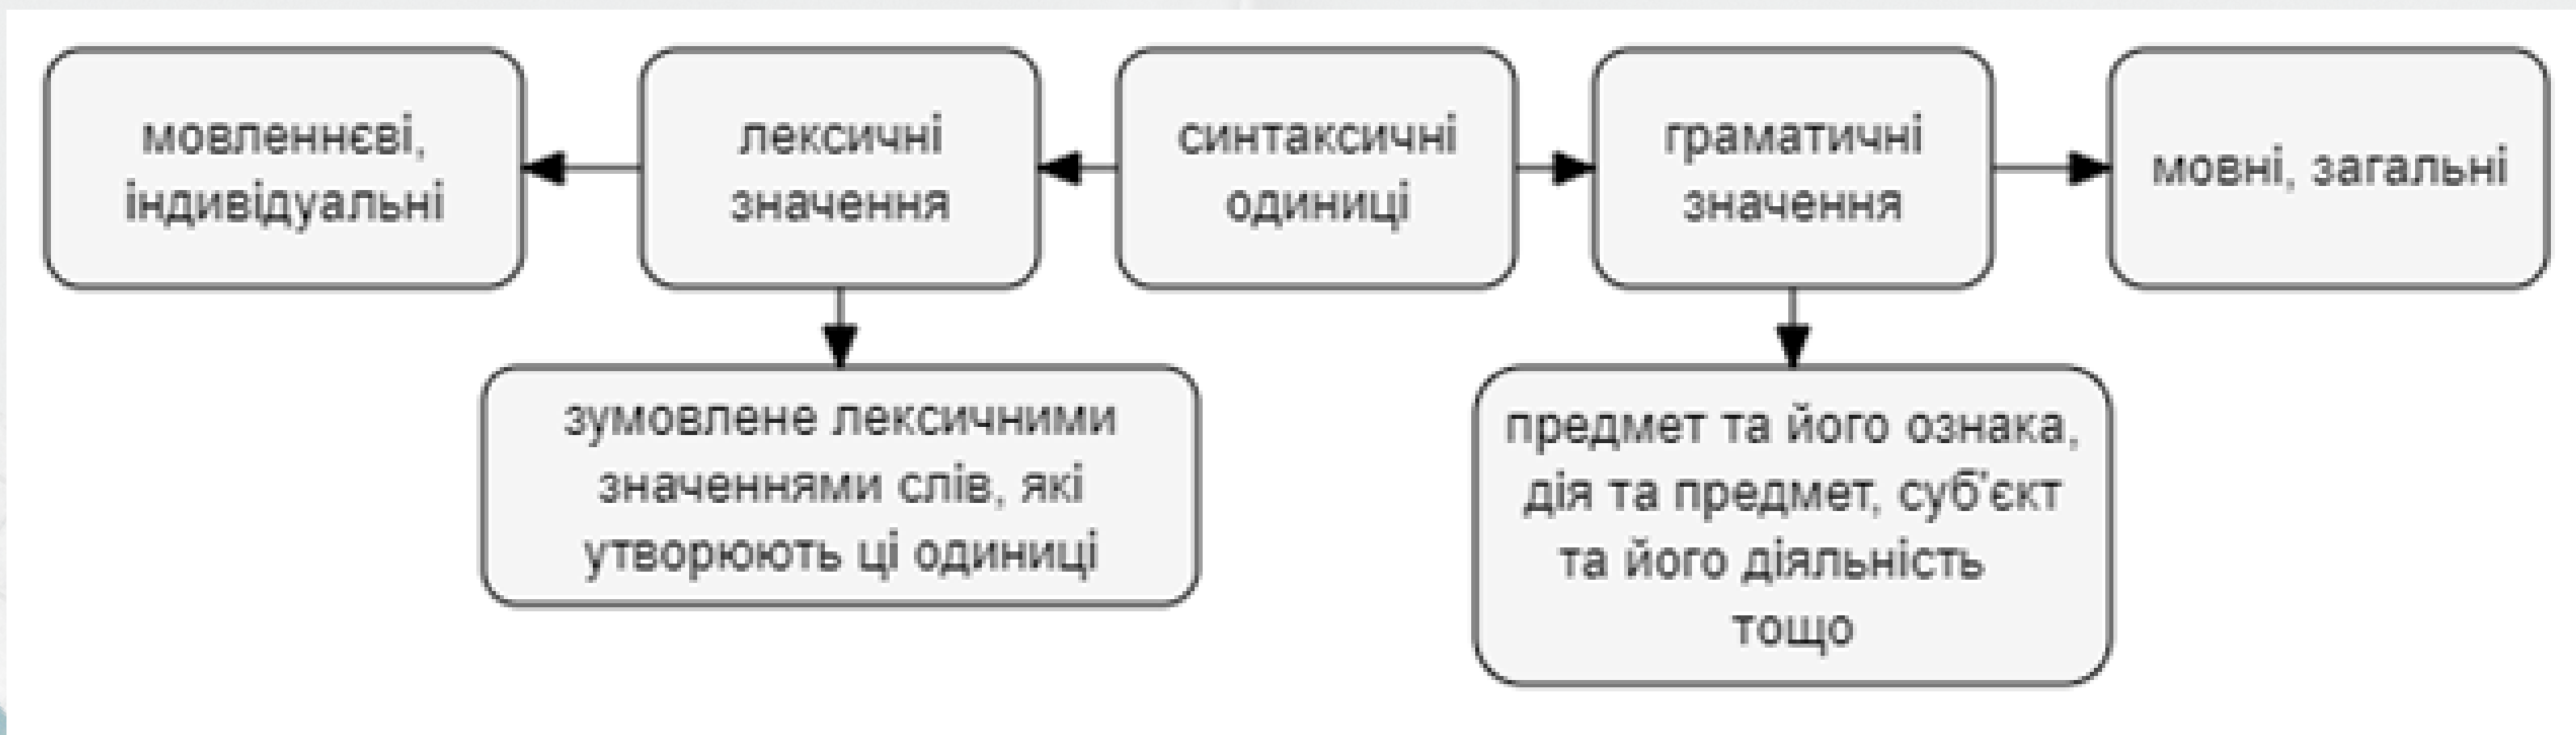 мовленнєві,
індивідуальні
лексичні
значення
синтаксичні
одиниці
граматичні
значення
мовні, загальні
зумовлене лексичними
значеннями слів, які
утворюють ці одиниці
предмет та його ознака,
дія та предмет, суб'єкт
та його діяльність
тощо